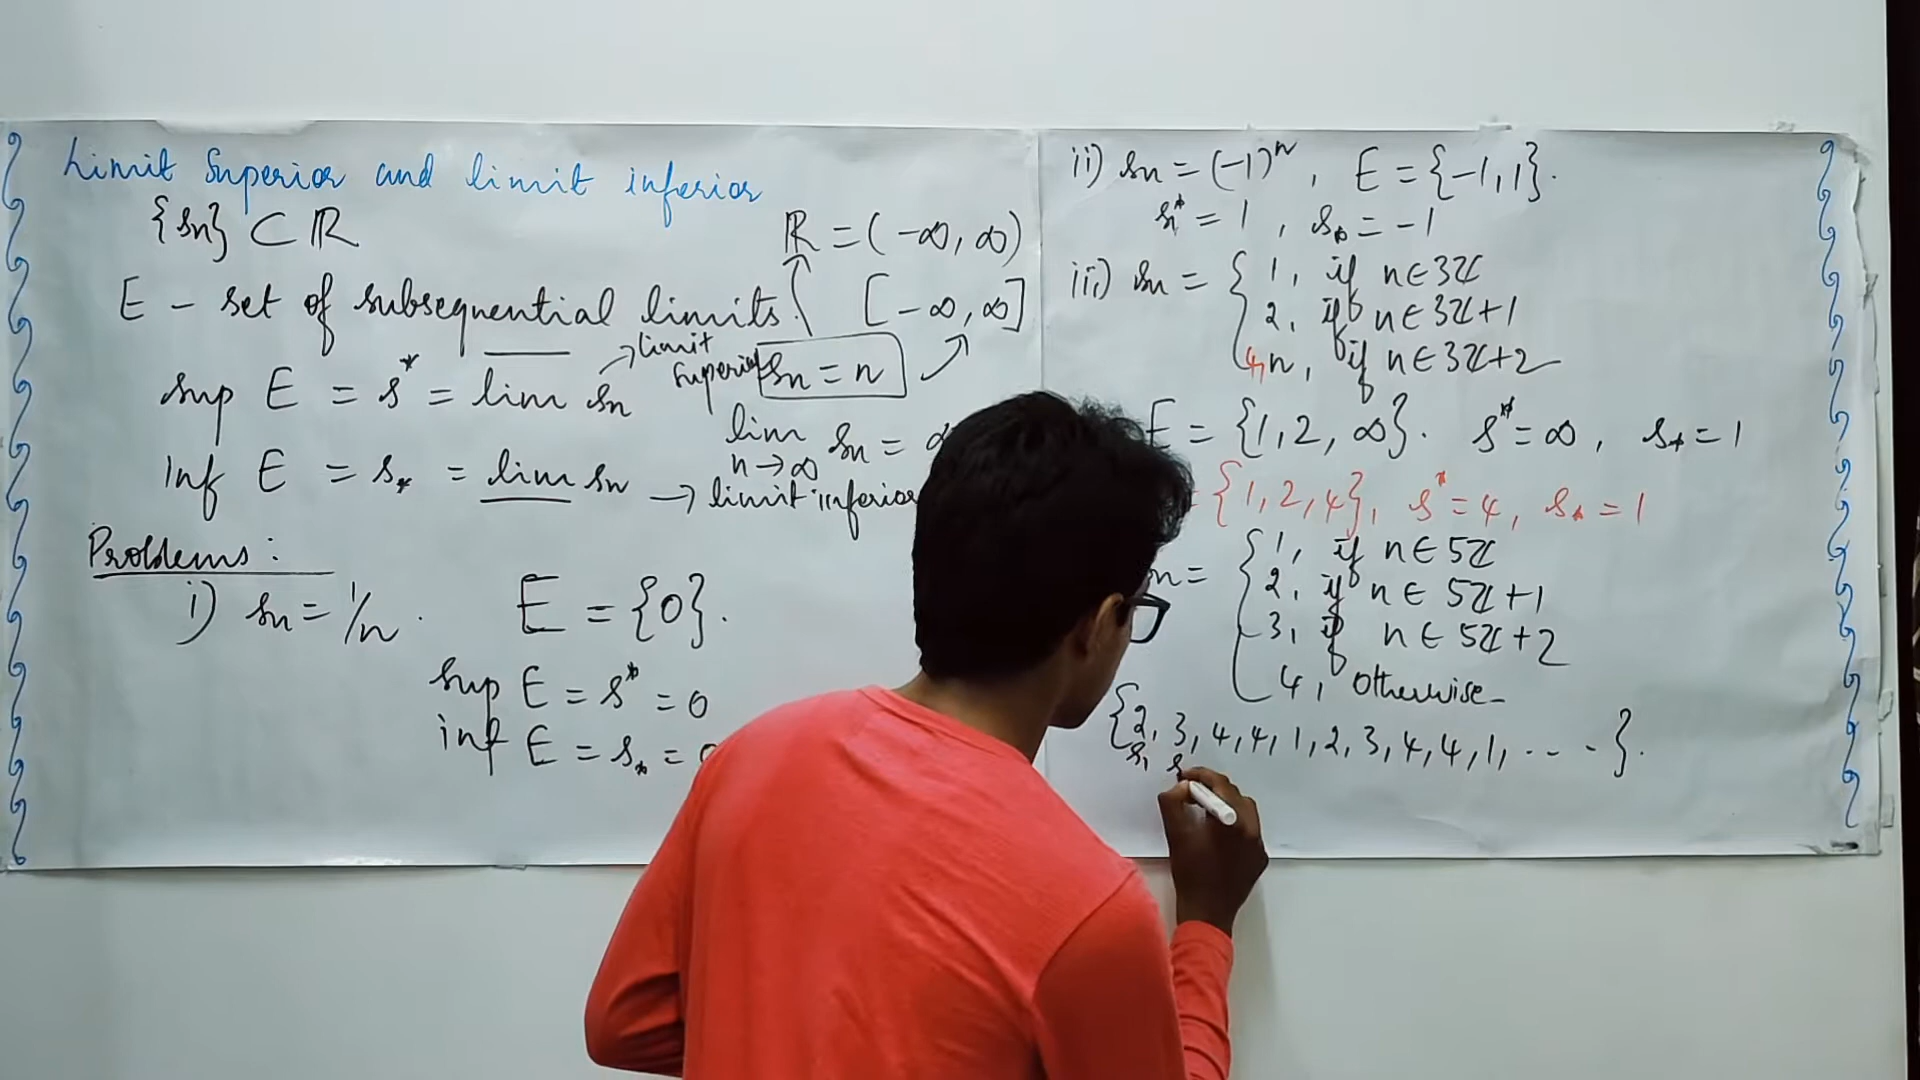 Limit Superior and limit inferior
{sn} ⊂ ℝ
ℝ = (-∞, ∞)
E - set of subsequential limits.
[-∞, ∞]
→ limit Superior
sn = n
sup E = s* = l̅i̅m̅ sn
lim n→∞ sn =
inf E = s* = l̲i̲m̲ sn → limit inferior
Problems:
i) sn = 1/n. E = {0}.
sup E = s* = 0
inf E = s* =
ii) sn = (-1)ⁿ, E = {-1, 1}.
s* = 1, s* = -1
iii) sn = { 1, if n ∈ 3ℤ
2, if n ∈ 3ℤ+1
4, n, if n ∈ 3ℤ+2
E = {1, 2, ∞}. s* = ∞, s* = 1
= {1, 2, 4}, s* = 4, s* = 1
n = { 1, if n ∈ 5ℤ
2, if n ∈ 5ℤ+1
3, if n ∈ 5ℤ+2
4, otherwise
{2, 3, 4, 4, 1, 2, 3, 4, 4, 1, ... }.
s₁ s